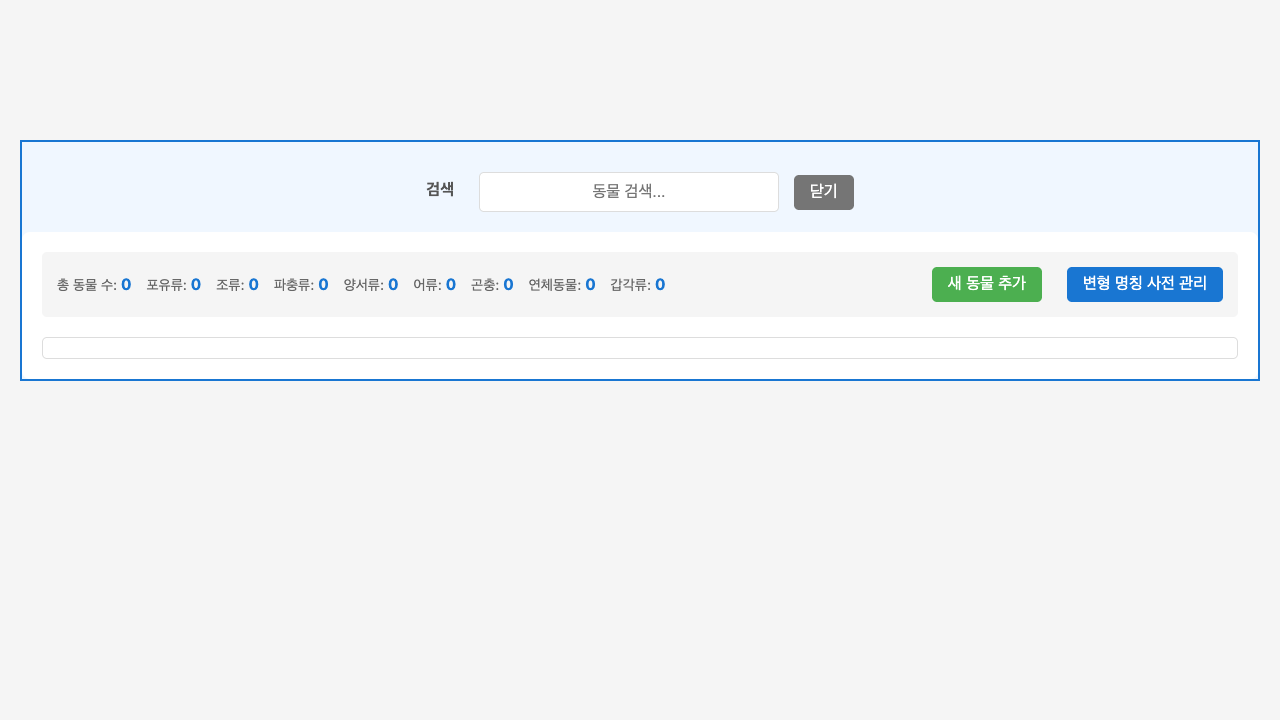 검색 동물 검색... 닫기
총 동물 수: 0 포유류: 0 조류: 0 파충류: 0 양서류: 0 어류: 0 곤충: 0 연체동물: 0 갑각류: 0 새 동물 추가 변형 명칭 사전 관리